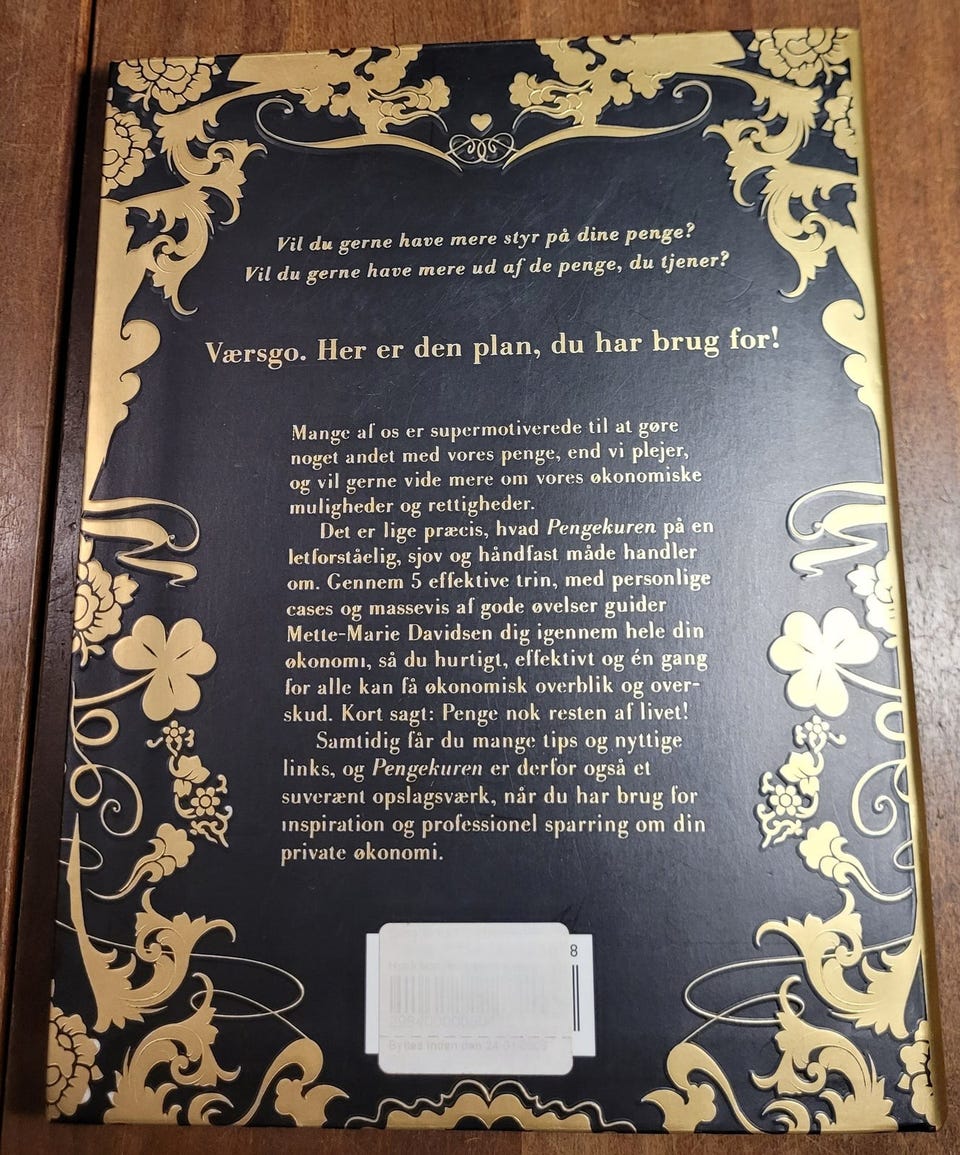 Vil du gerne have mere styr på dine penge?
Vil du gerne have mere ud af de penge, du tjener?
Værsgo. Her er den plan, du har brug for!
Mange af os er supermotiverede til at gøre
noget andet med vores penge, end vi plejer,
og vil gerne vide mere om vores økonomiske
muligheder og rettigheder.
Det er lige præcis, hvad Pengekuren på en
letforståelig, sjov og håndfast måde handler
om. Gennem 5 effektive trin, med personlige
cases og massevis af gode øvelser guider
Mette-Marie Davidsen dig igennem hele din
økonomi, så du hurtigt, effektivt og én gang
for alle kan få økonomisk overblik og over-
skud. Kort sagt: Penge nok resten af livet!
Samtidig får du mange tips og nyttige
links, og Pengekuren er derfor også et
suverænt opslagsværk, når du har brug for
inspiration og professionel sparring om din
private økonomi.
8
Byttes inden den